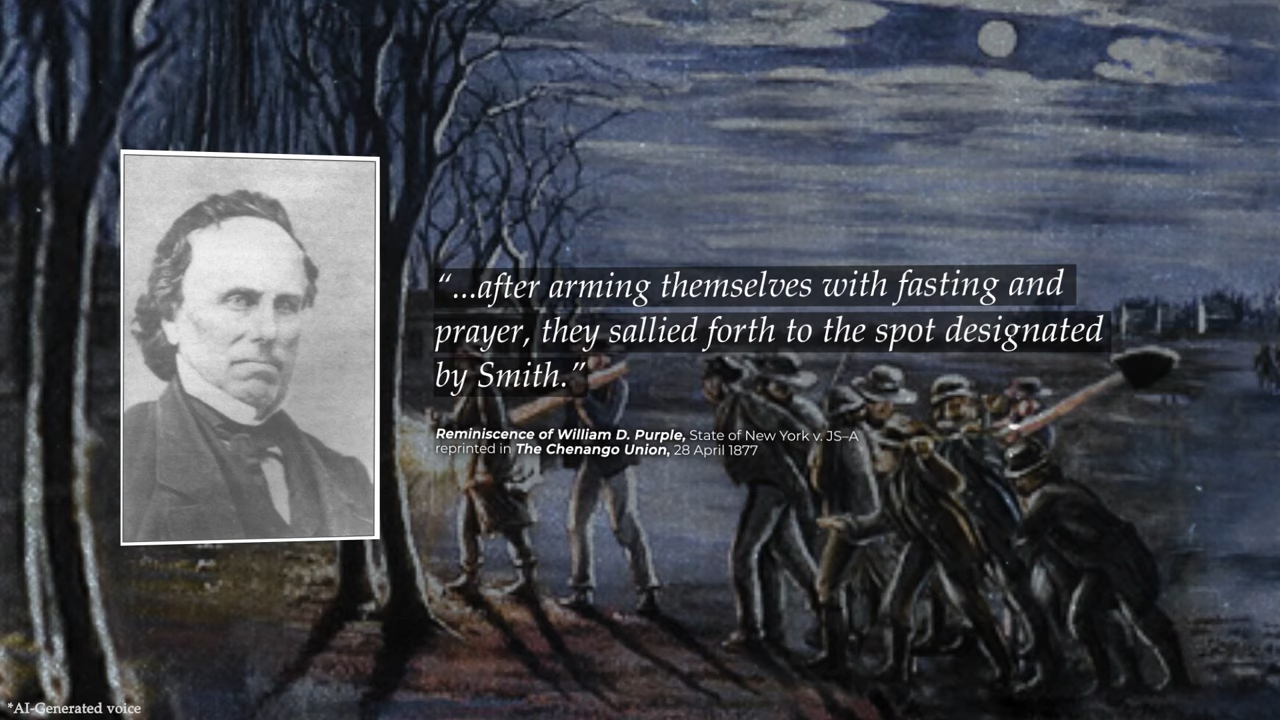 “...after arming themselves with fasting and
prayer, they sallied forth to the spot designated
by Smith.”
Reminiscence of William D. Purple, State of New York v. JS–A
reprinted in The Chenango Union, 28 April 1877
*AI-Generated voice